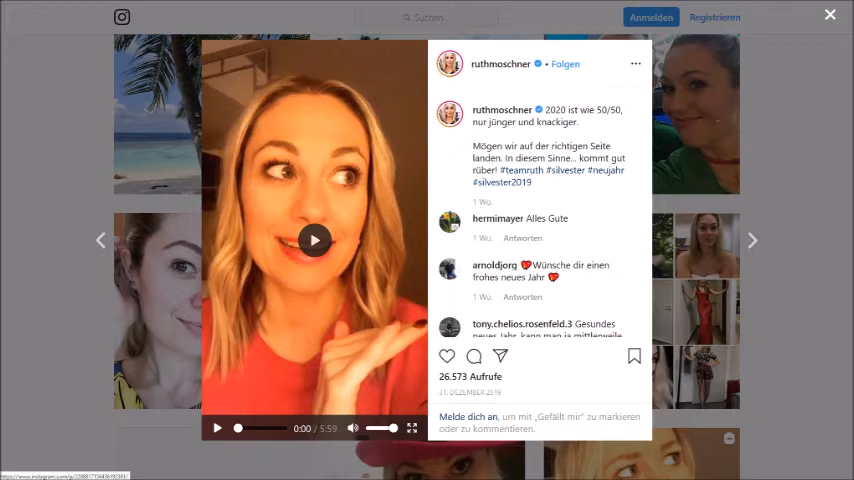 Suchen
Anmelden
Registrieren
ruthmoschner • Folgen
ruthmoschner 2020 ist wie 50/50,
nur jünger und knackiger.
Mögen wir auf der richtigen Seite
landen. In diesem Sinne... kommt gut
rüber! #teamruth #silvester #neujahr
#silvester2019
1 Wo.
hermimayer Alles Gute
1 Wo. Antworten
arnoldjorg ❤Wünsche dir einen
frohes neues Jahr ❤
1 Wo. Antworten
tony.chelios.rosenfeld.3 Gesundes
neues Jahr, kann man ja mittlerweile
26.573 Aufrufe
31. DEZEMBER 2019
Melde dich an, um mit „Gefällt mir“ zu markieren
oder zu kommentieren.
0:00 / 5:59